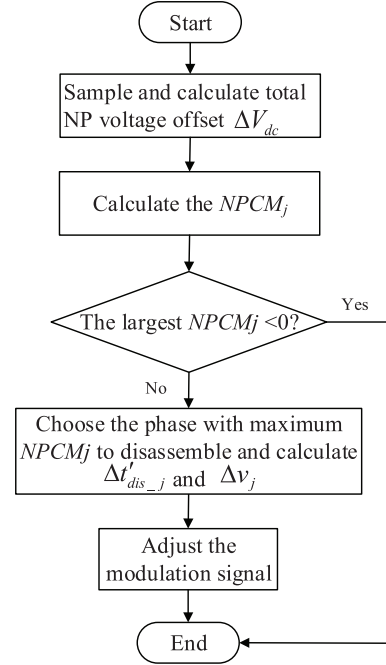 Start
Sample and calculate total
NP voltage offset ΔV_dc
Calculate the NPCM_j
The largest NPCMj <0?
Yes
No
Choose the phase with maximum
NPCMj to disassemble and calculate
Δt'_dis_j and Δv_j
Adjust the
modulation signal
End